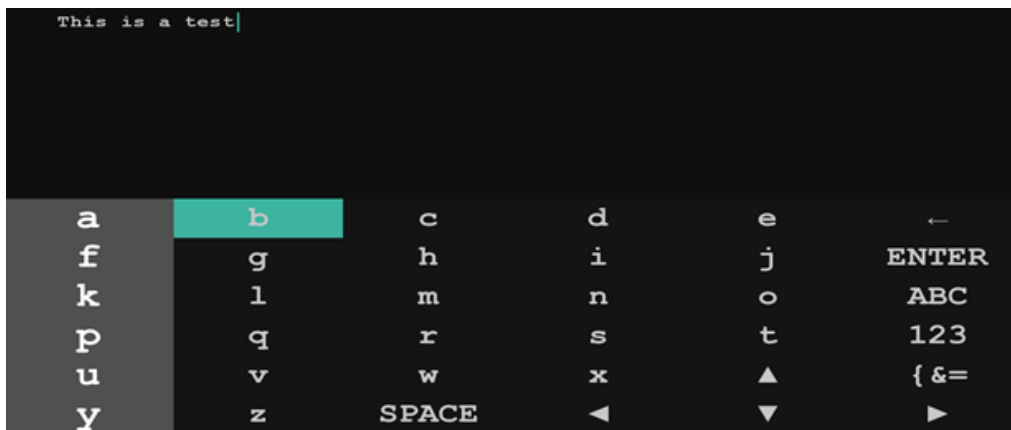 This is a test
a b c d e ←
f g h i j ENTER
k l m n o ABC
p q r s t 123
u v w x ▲ {&=
y z SPACE ◄ ▼ ►